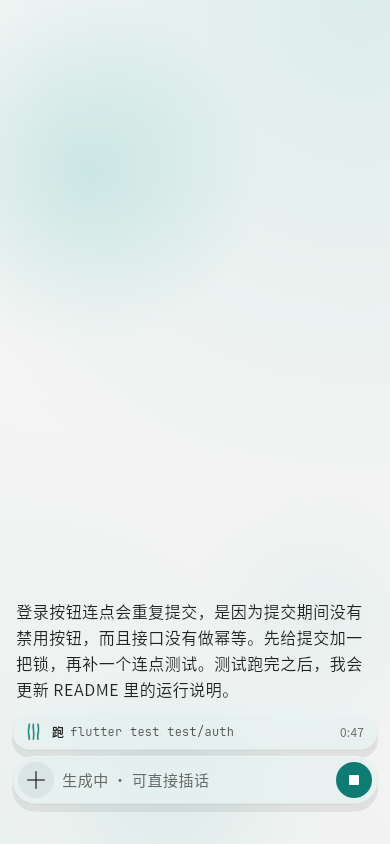 登录按钮连点会重复提交，是因为提交期间没有
禁用按钮，而且接口没有做幂等。先给提交加一
把锁，再补一个连点测试。测试跑完之后，我会
更新 README 里的运行说明。
跑 flutter test test/auth 0:47
生成中 · 可直接插话